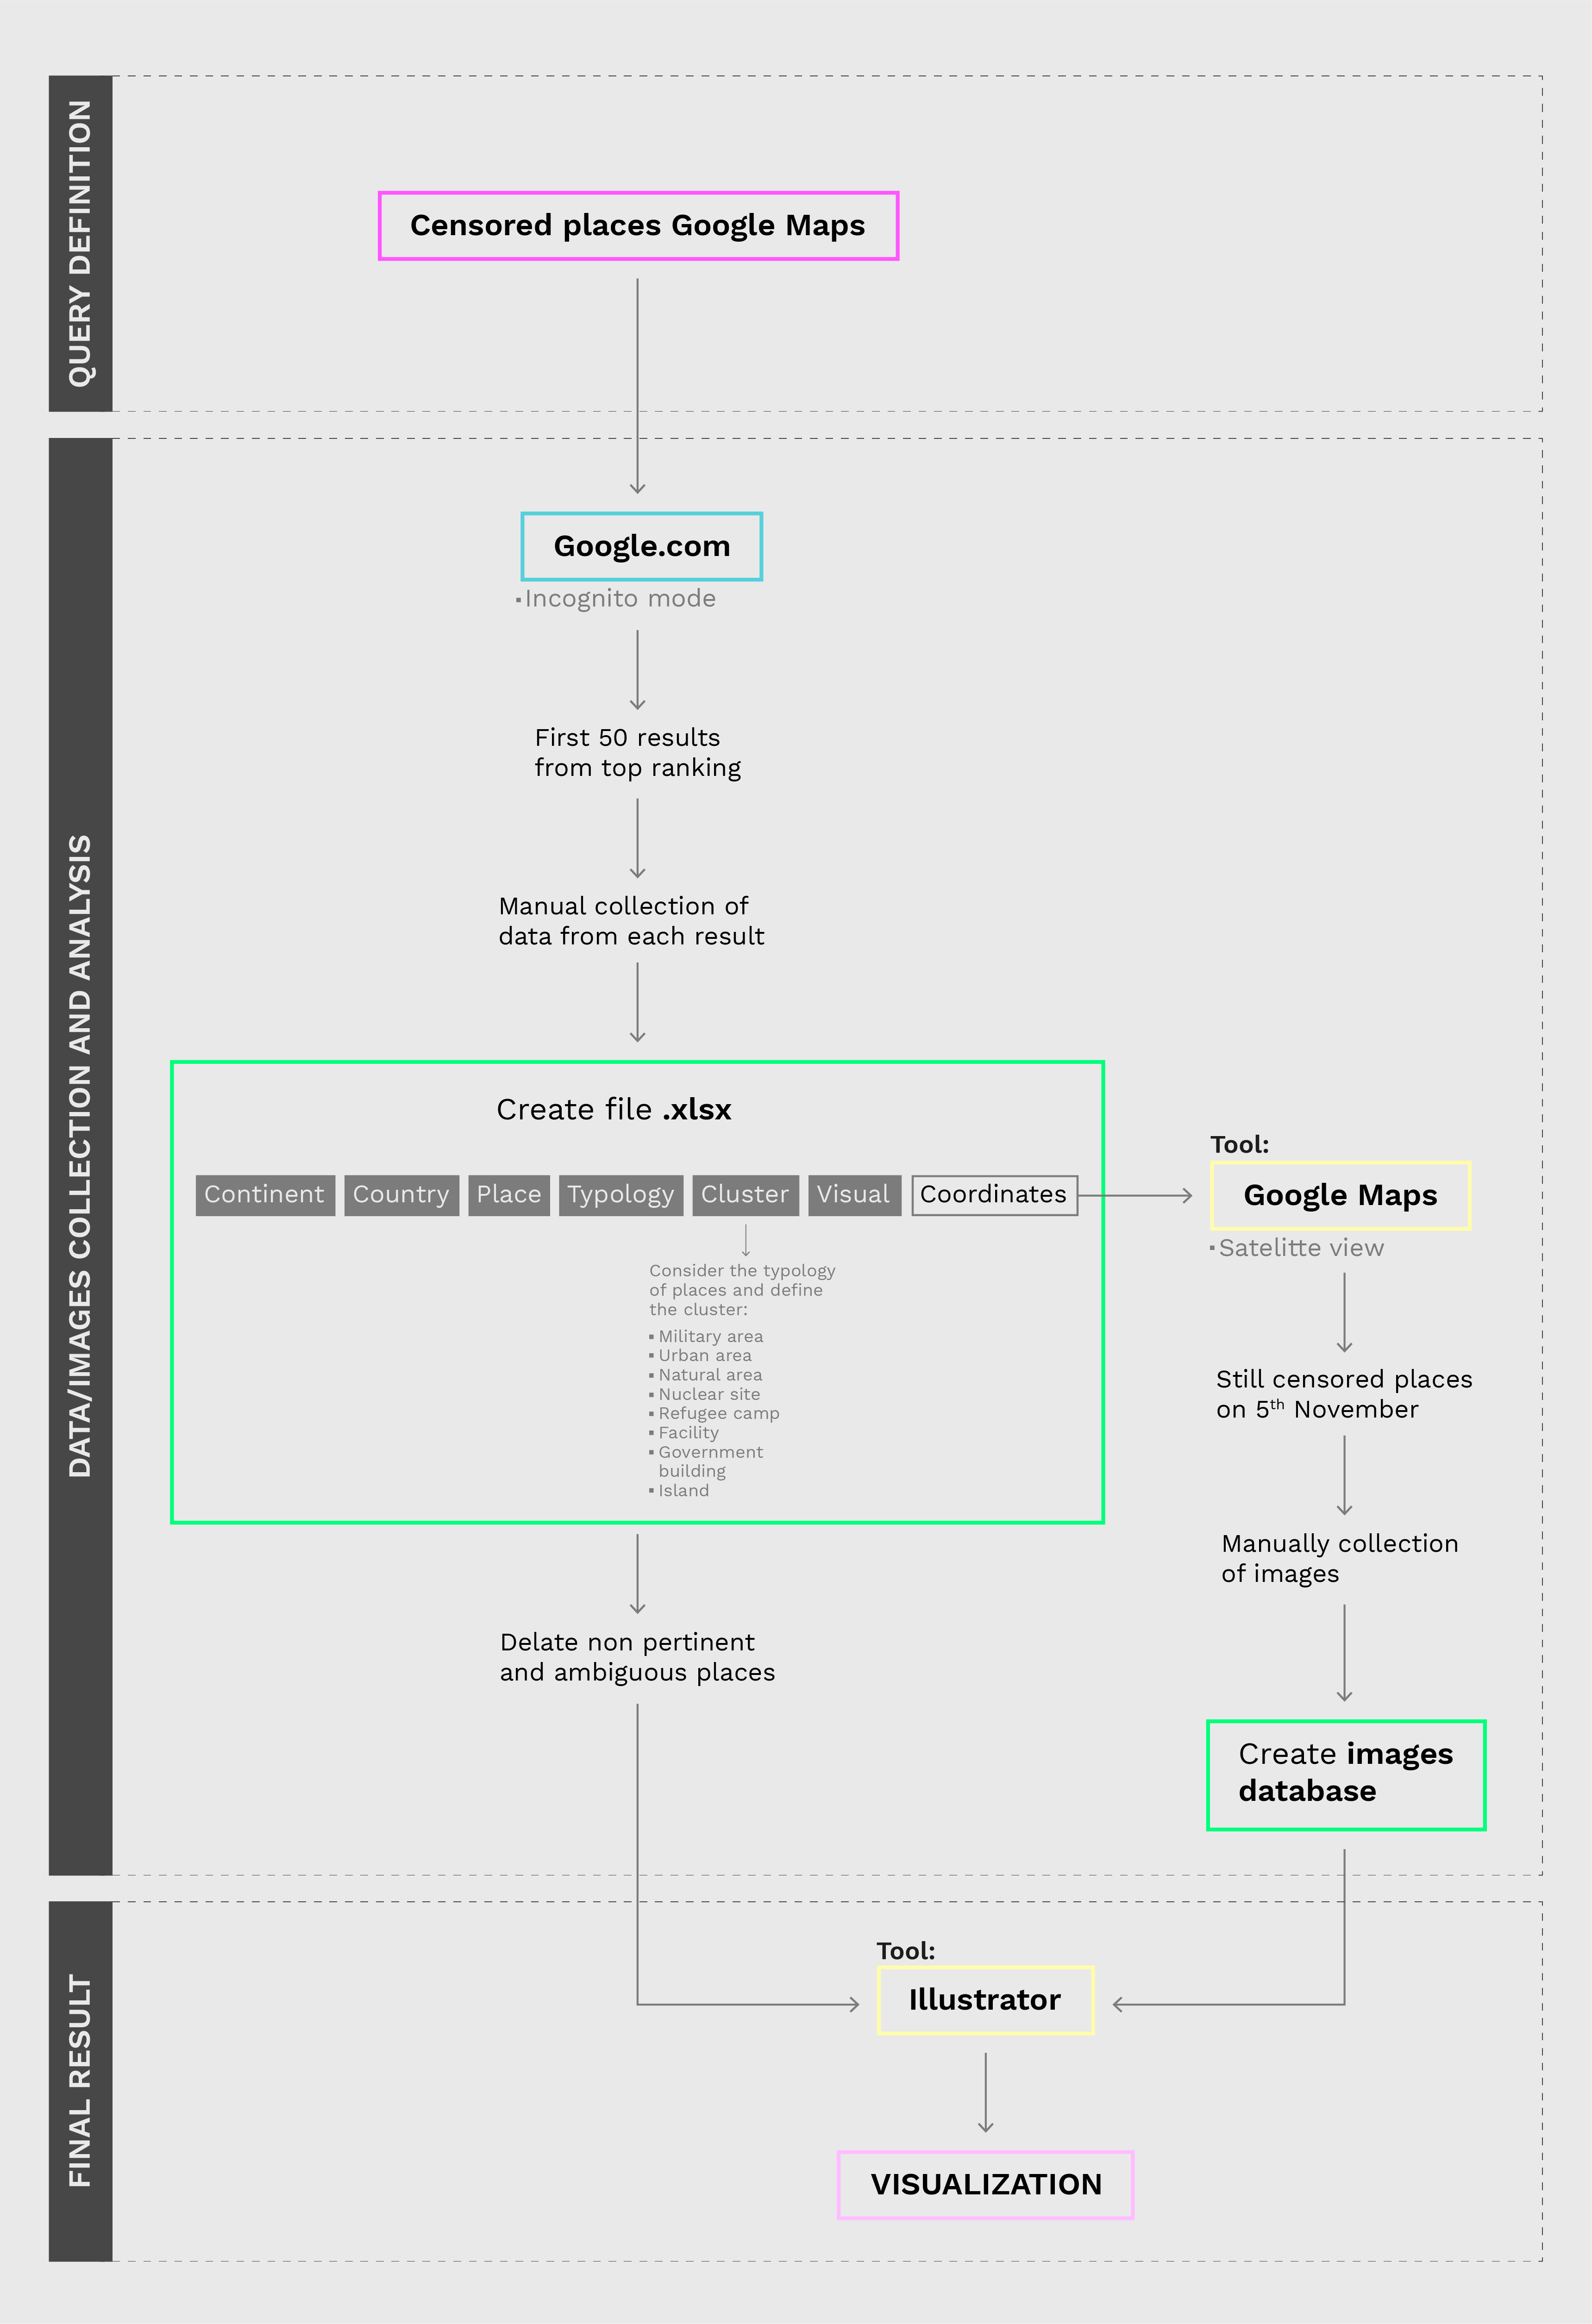 QUERY DEFINITION
Censored places Google Maps
DATA/IMAGES COLLECTION AND ANALYSIS
Google.com
▪Incognito mode
First 50 results
from top ranking
Manual collection of
data from each result
Create file .xlsx
Continent Country Place Typology Cluster Visual Coordinates
Consider the typology
of places and define
the cluster:
▪ Military area
▪ Urban area
▪ Natural area
▪ Nuclear site
▪ Refugee camp
▪ Facility
▪ Government
building
▪ Island
Delate non pertinent
and ambiguous places
Tool:
Google Maps
▪Satelitte view
Still censored places
on 5th November
Manually collection
of images
Create images
database
FINAL RESULT
Tool:
Illustrator
VISUALIZATION